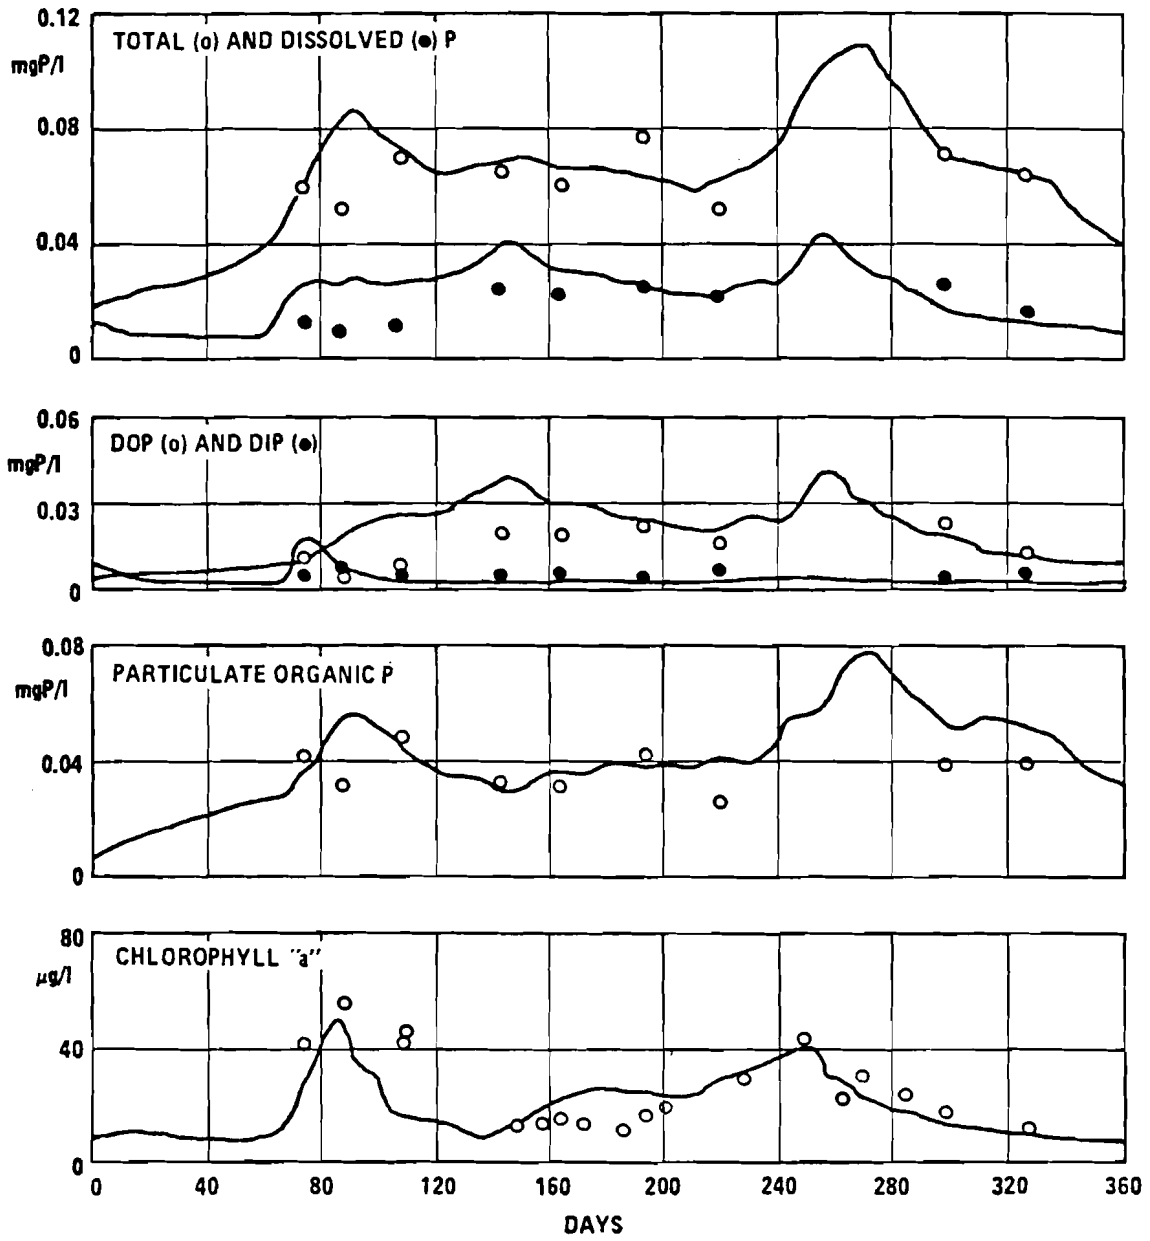 0.12
TOTAL (o) AND DISSOLVED (●) P
mgP/l
0.08
0.04
0
0.06
DOP (o) AND DIP (●)
mgP/l
0.03
0
0.08
PARTICULATE ORGANIC P
mgP/l
0.04
0
80
CHLOROPHYLL "a"
µg/l
40
0
0 40 80 120 160 200 240 280 320 360
DAYS